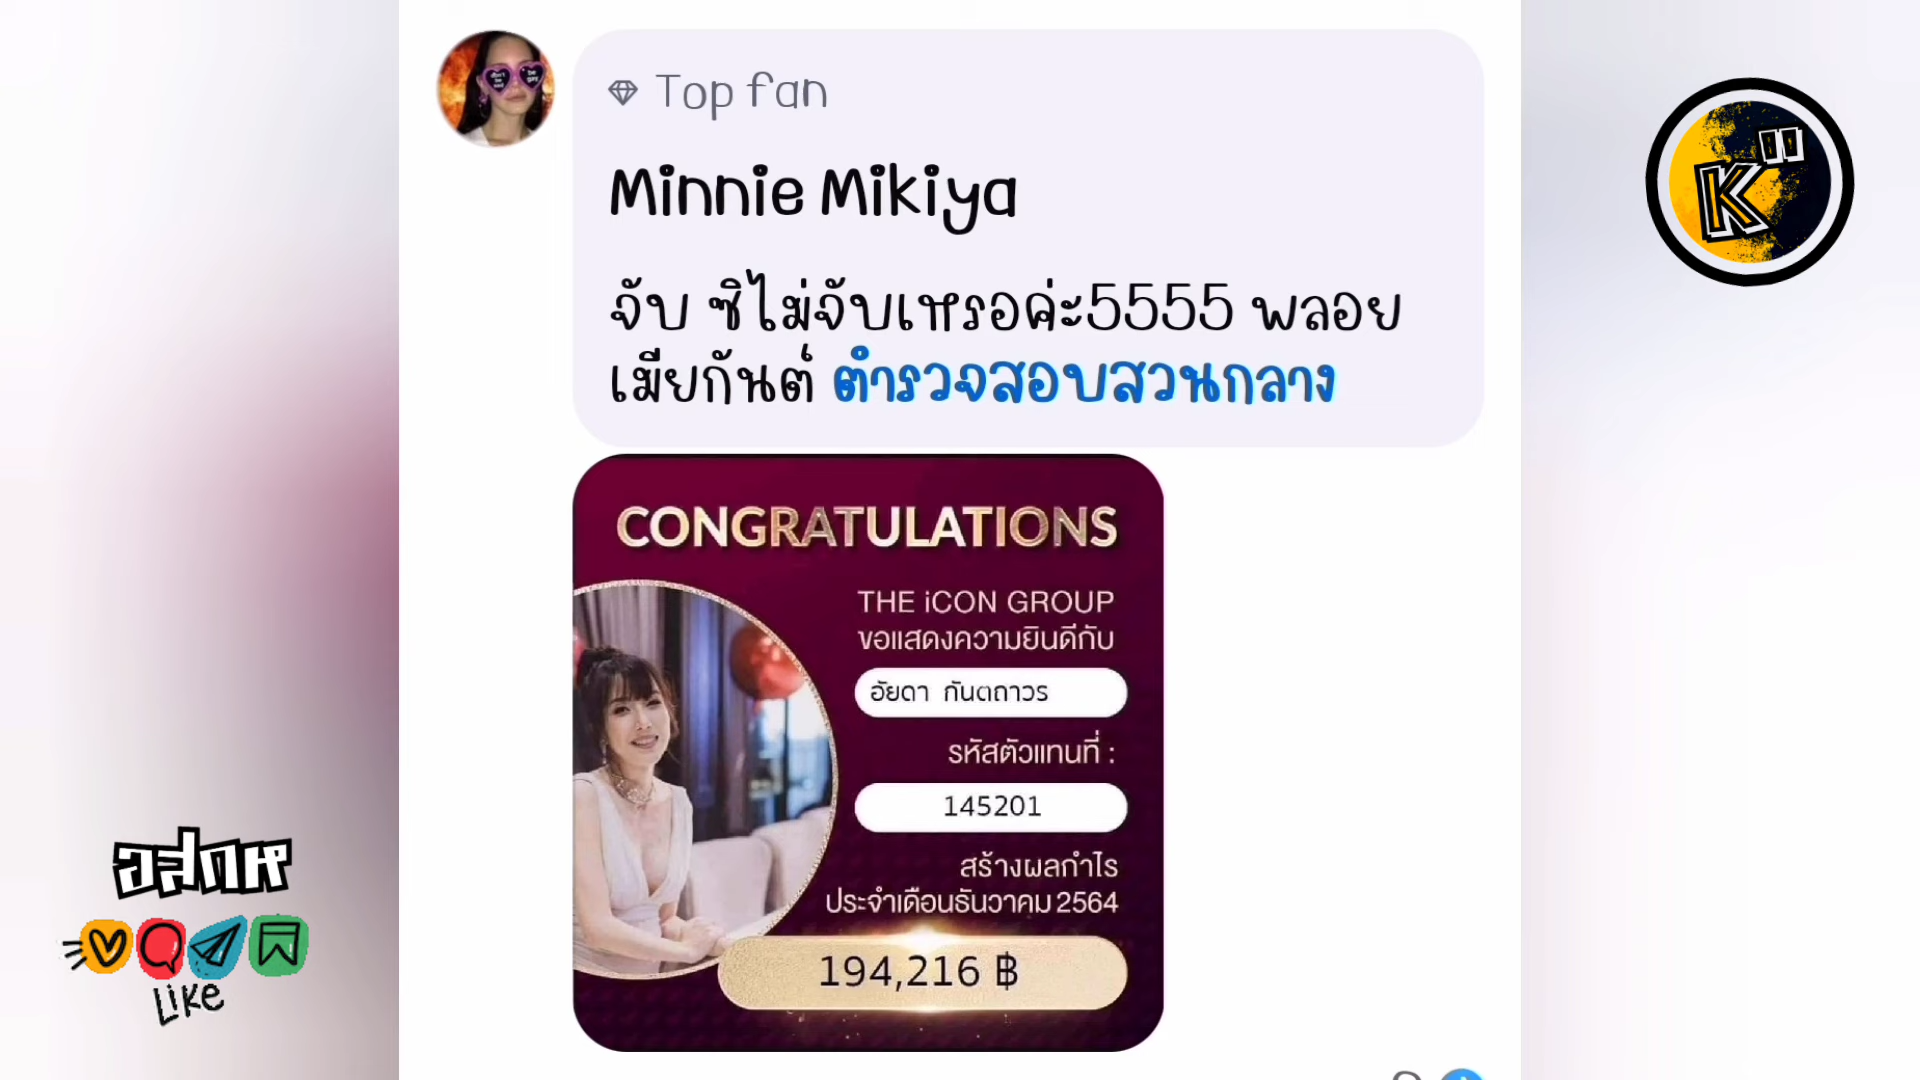 Top fan
Minnie Mikiya
จับ ซิไม่จับเหรอค่ะ5555 พลอย
เมียกันต์ ตำรวจสอบสวนกลาง
CONGRATULATIONS
THE iCON GROUP
ขอแสดงความยินดีกับ
อัยดา กันตถาวร
รหัสตัวแทนที่ :
145201
สร้างผลกำไร
ประจำเดือนธันวาคม 2564
194,216 ฿
K"
อสกห
LIKE